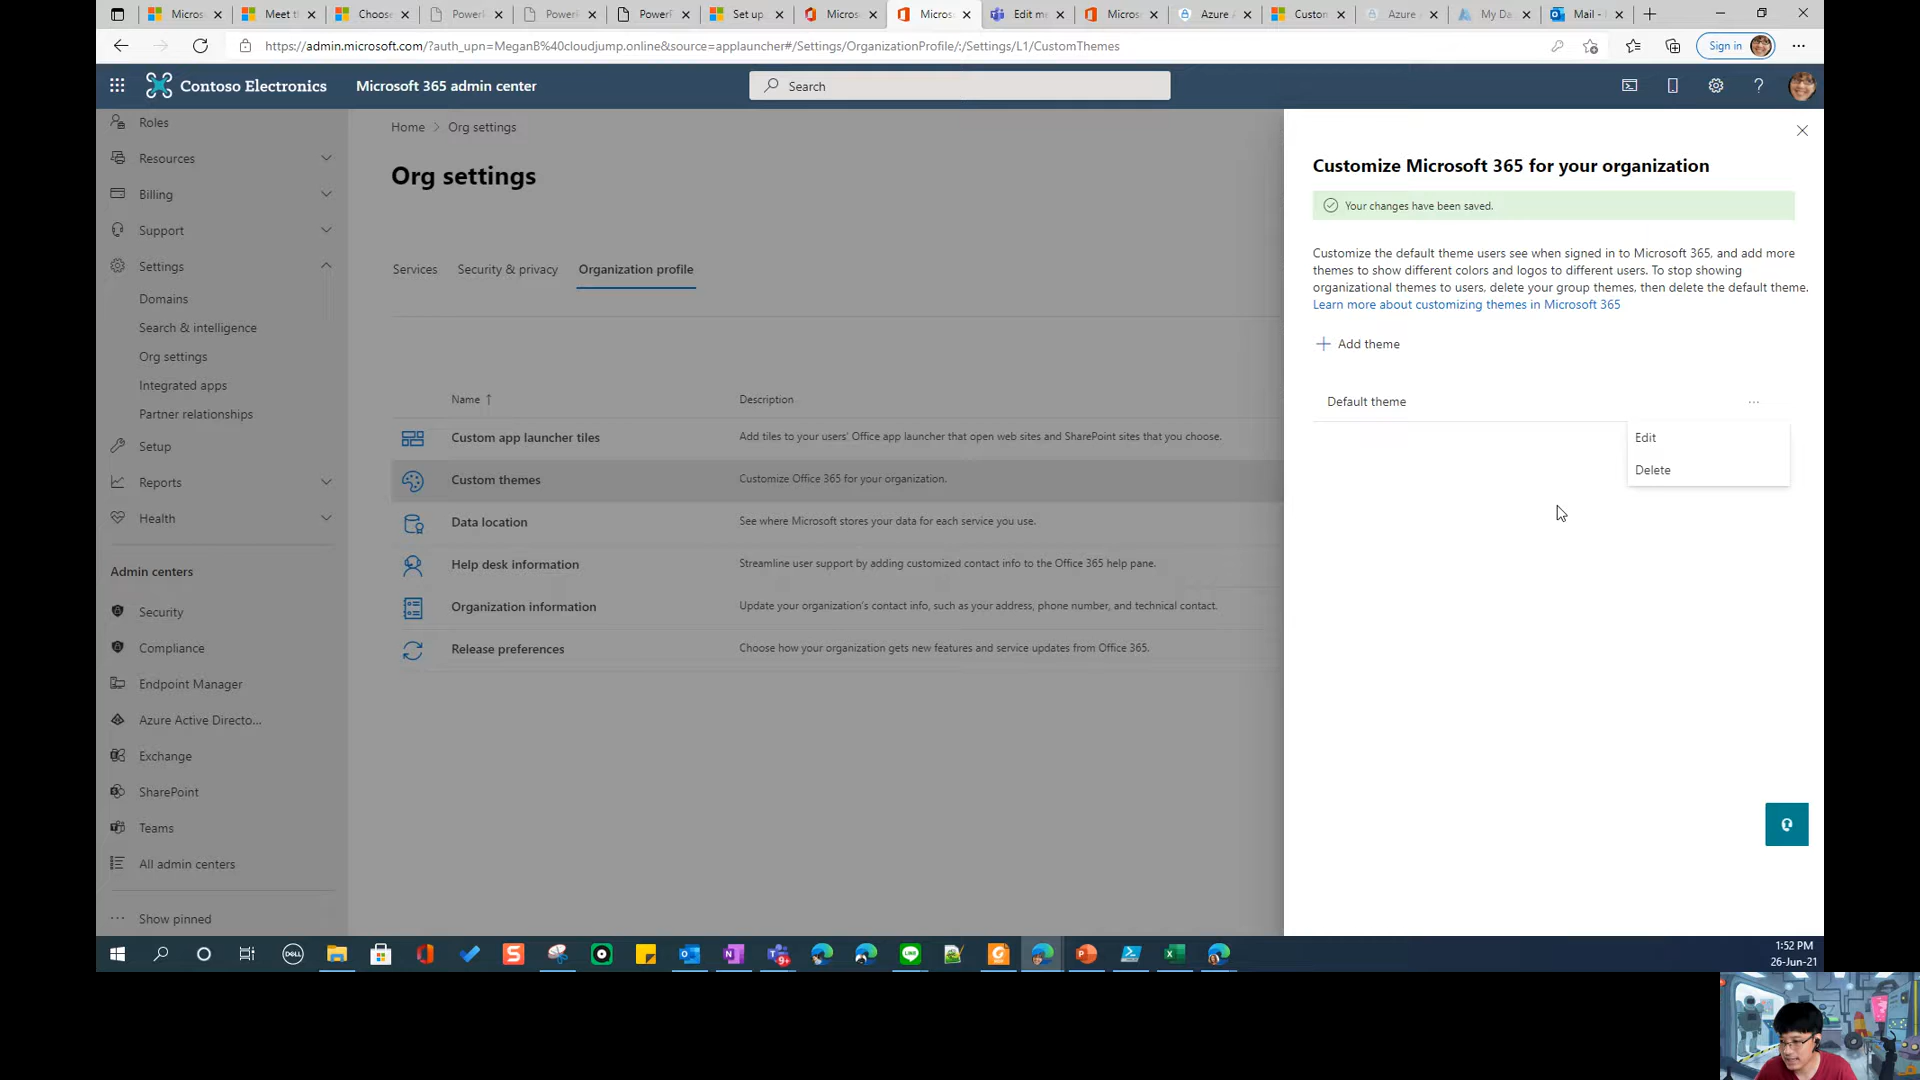 Micros
Meet t
Choose
PowerI
PowerI
PowerI
Set up
Micros
Micros
Edit me
Micros
Azure A
Custom
Azure
My Da
Mail -
https://admin.microsoft.com/?auth_upn=MeganB%40cloudjump.online&source=applauncher#/Settings/OrganizationProfile/:/Settings/L1/CustomThemes
Sign in
Contoso Electronics
Microsoft 365 admin center
Search
Roles
Resources
Billing
Support
Settings
Domains
Search & intelligence
Org settings
Integrated apps
Partner relationships
Setup
Reports
Health
Admin centers
Security
Compliance
Endpoint Manager
Azure Active Directo...
Exchange
SharePoint
Teams
All admin centers
Show pinned
Home > Org settings
Org settings
Services Security & privacy Organization profile
Name ↑ Description
Custom app launcher tiles Add tiles to your users' Office app launcher that open web sites and SharePoint sites that you choose.
Custom themes Customize Office 365 for your organization.
Data location See where Microsoft stores your data for each service you use.
Help desk information Streamline user support by adding customized contact info to the Office 365 help pane.
Organization information Update your organization's contact info, such as your address, phone number, and technical contact.
Release preferences Choose how your organization gets new features and service updates from Office 365.
Customize Microsoft 365 for your organization
Your changes have been saved.
Customize the default theme users see when signed in to Microsoft 365, and add more
themes to show different colors and logos to different users. To stop showing
organizational themes to users, delete your group themes, then delete the default theme.
Learn more about customizing themes in Microsoft 365
Add theme
Default theme
Edit
Delete
DELL
LINE
9+
1:52 PM
26-Jun-21